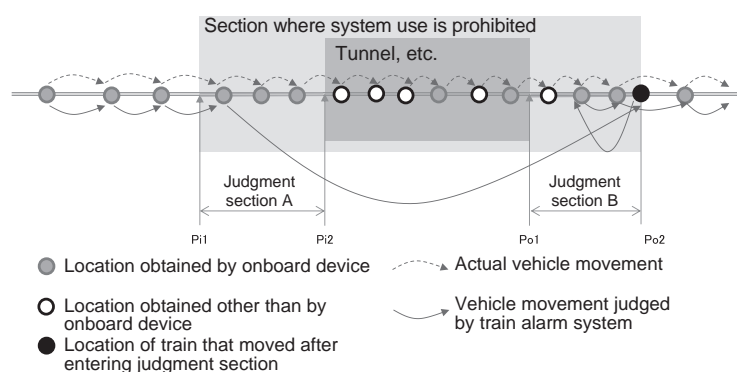 Section where system use is prohibited
Tunnel, etc.
Judgment
section A
Judgment
section B
Pi1
Pi2
Po1
Po2
Location obtained by onboard device
Actual vehicle movement
Location obtained other than by
onboard device
Vehicle movement judged
by train alarm system
Location of train that moved after
entering judgment section